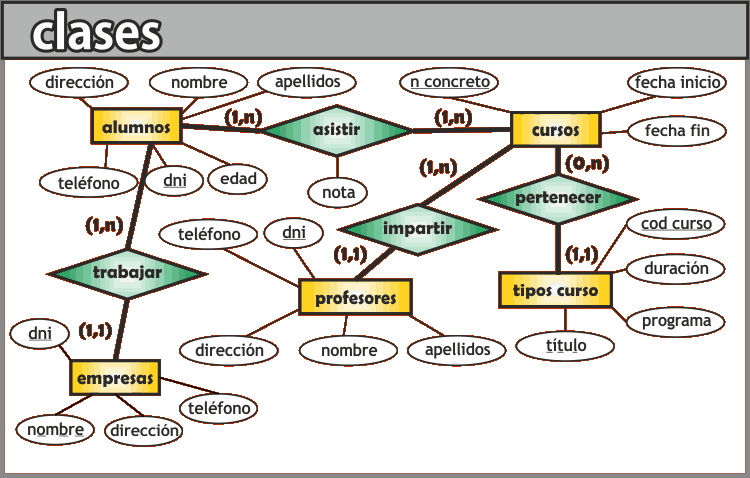 clases
dirección
nombre
apellidos
n concreto
fecha inicio
alumnos
(1,n)
asistir
(1,n)
cursos
fecha fin
teléfono
dni
edad
nota
(1,n)
(0,n)
pertenecer
(1,n)
teléfono
dni
impartir
cod curso
(1,1)
(1,1)
trabajar
profesores
tipos curso
duración
dni
(1,1)
programa
dirección
nombre
apellidos
título
empresas
teléfono
nombre
dirección